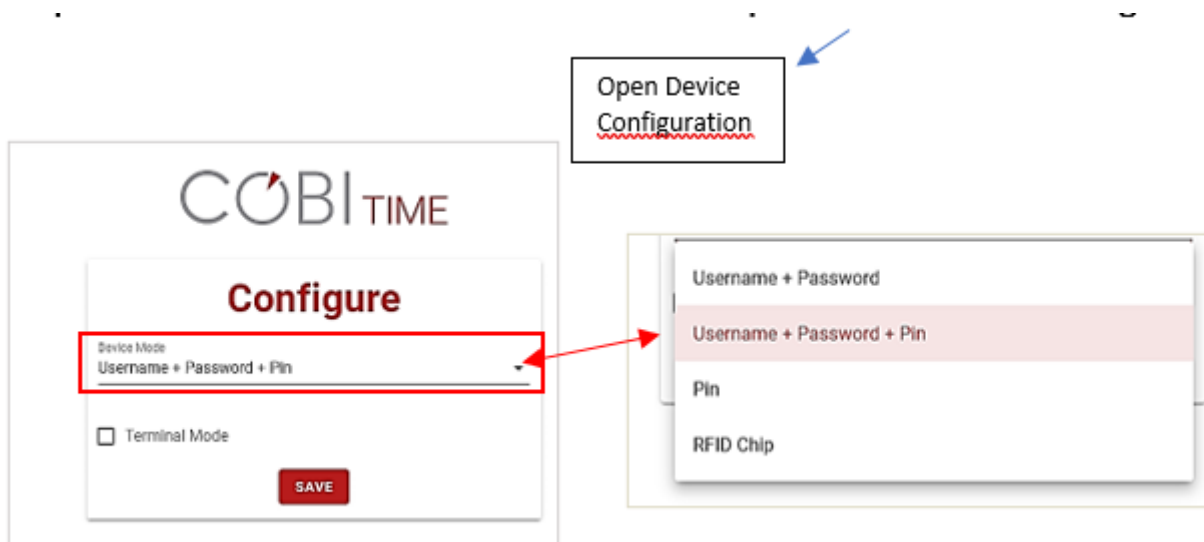 Open Device
Configuration
COBI TIME
Configure
Device Mode
Username + Password + Pin
Terminal Mode
SAVE
Username + Password
Username + Password + Pin
Pin
RFID Chip